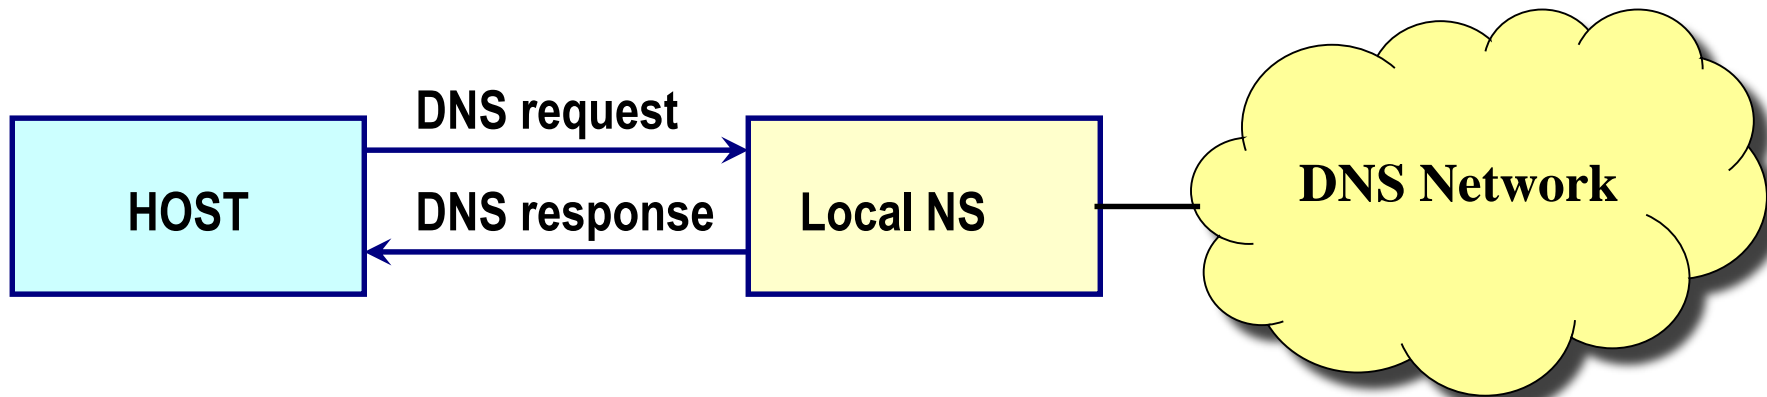 DNS request
HOST
DNS response
Local NS
DNS Network